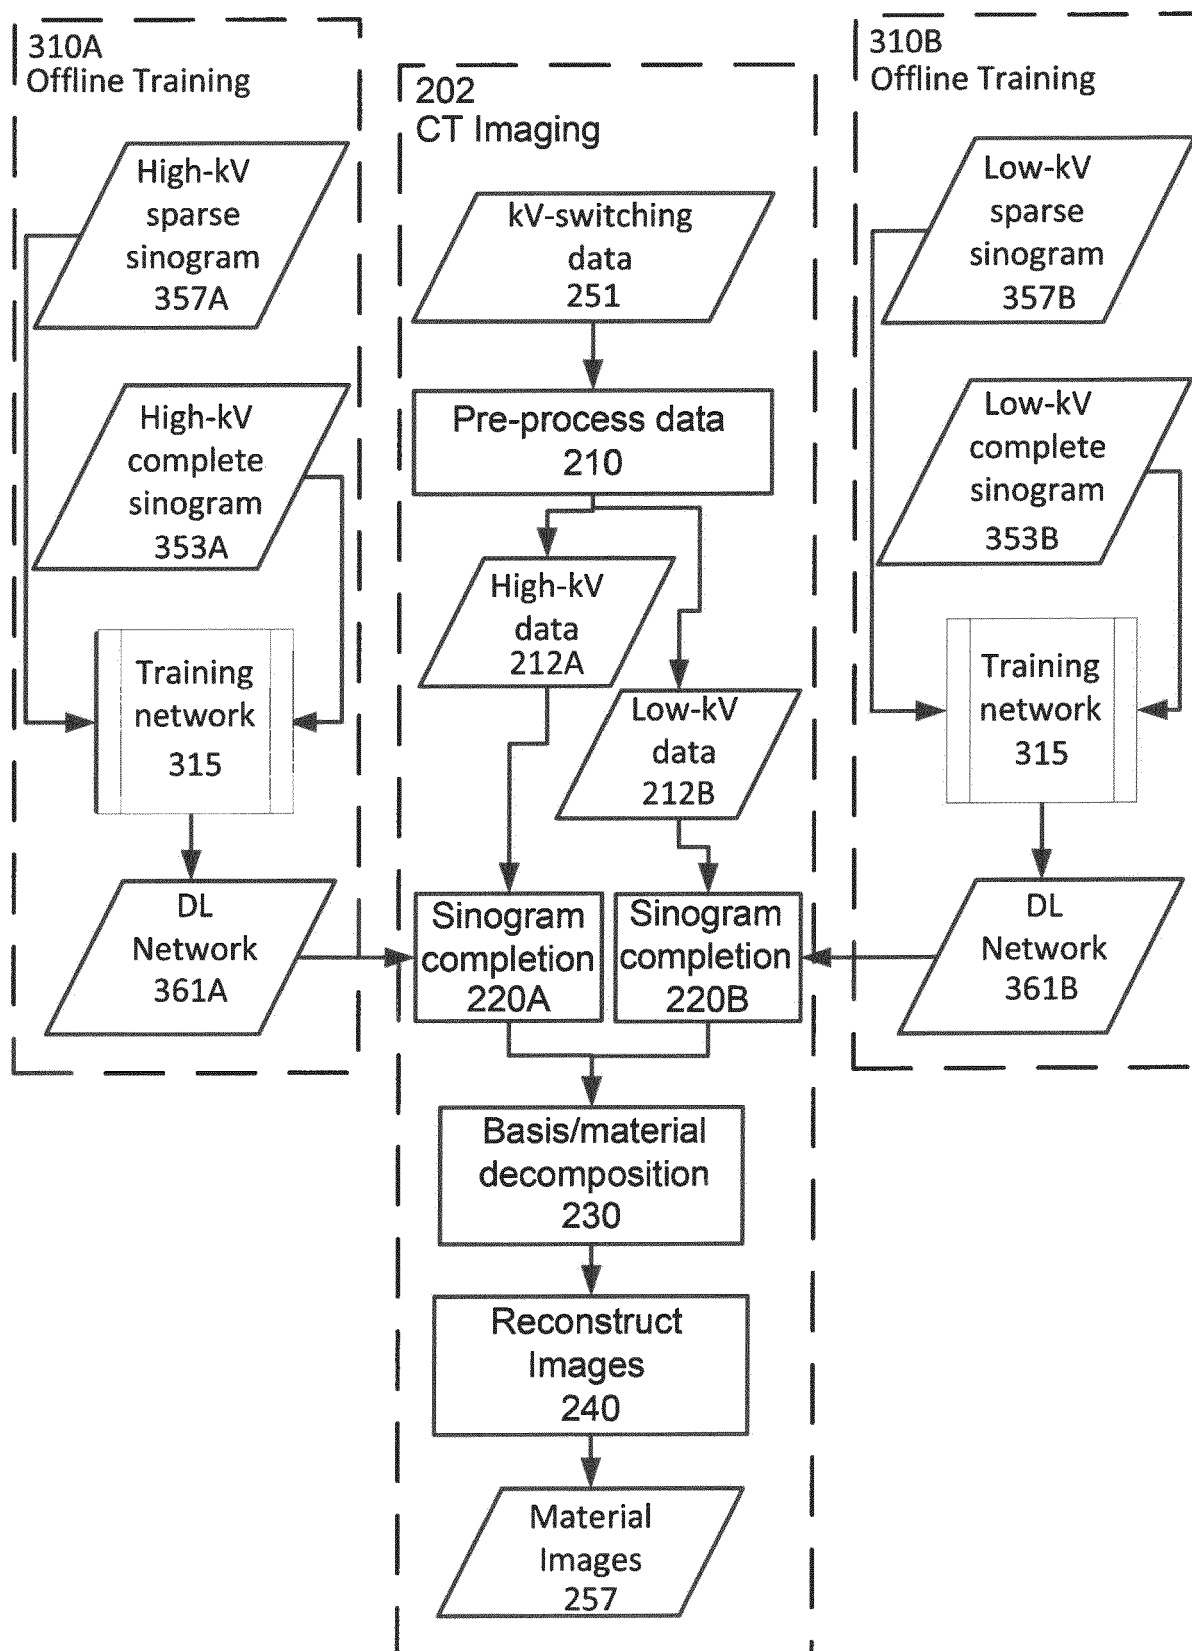 310A
Offline Training
High-kV
sparse
sinogram
357A
High-kV
complete
sinogram
353A
Training
network
315
DL
Network
361A
202
CT Imaging
kV-switching
data
251
Pre-process data
210
High-kV
data
212A
Low-kV
data
212B
Sinogram
completion
220A
Sinogram
completion
220B
Basis/material
decomposition
230
Reconstruct
Images
240
Material
Images
257
310B
Offline Training
Low-kV
sparse
sinogram
357B
Low-kV
complete
sinogram
353B
Training
network
315
DL
Network
361B